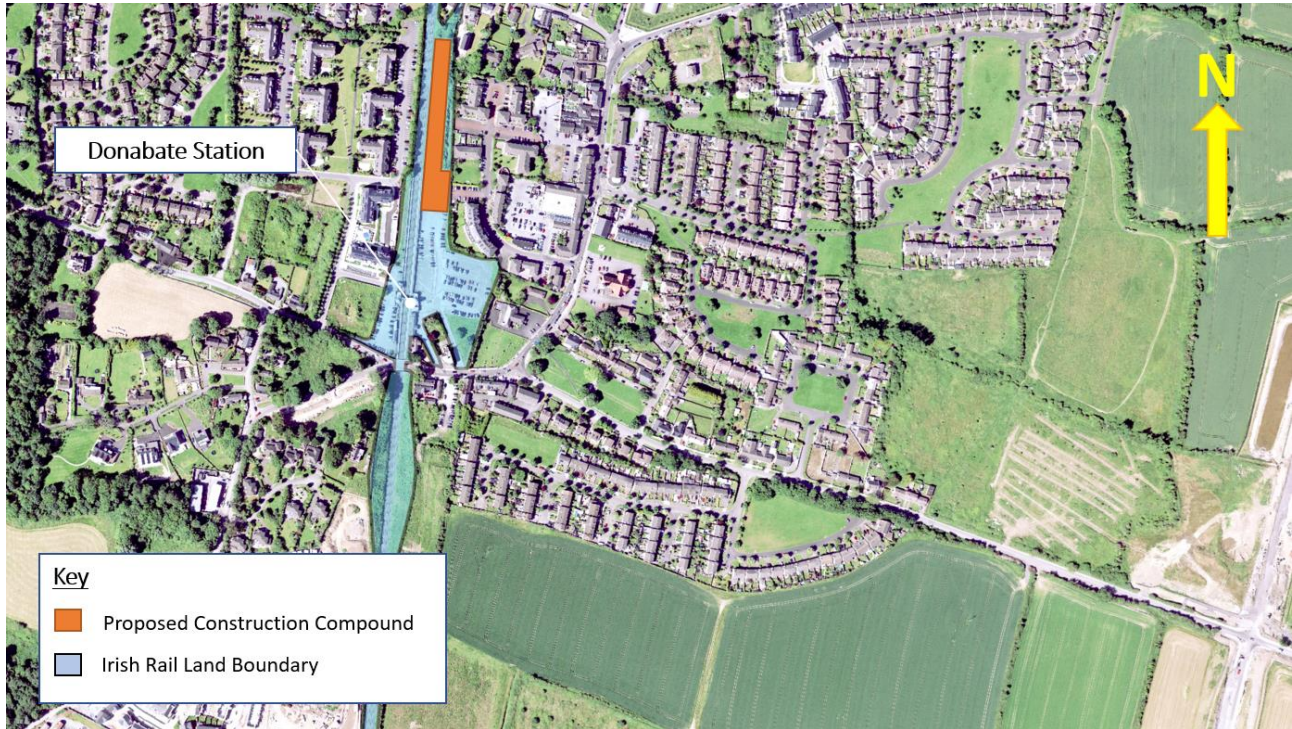 N
Donabate Station
Key
Proposed Construction Compound
Irish Rail Land Boundary